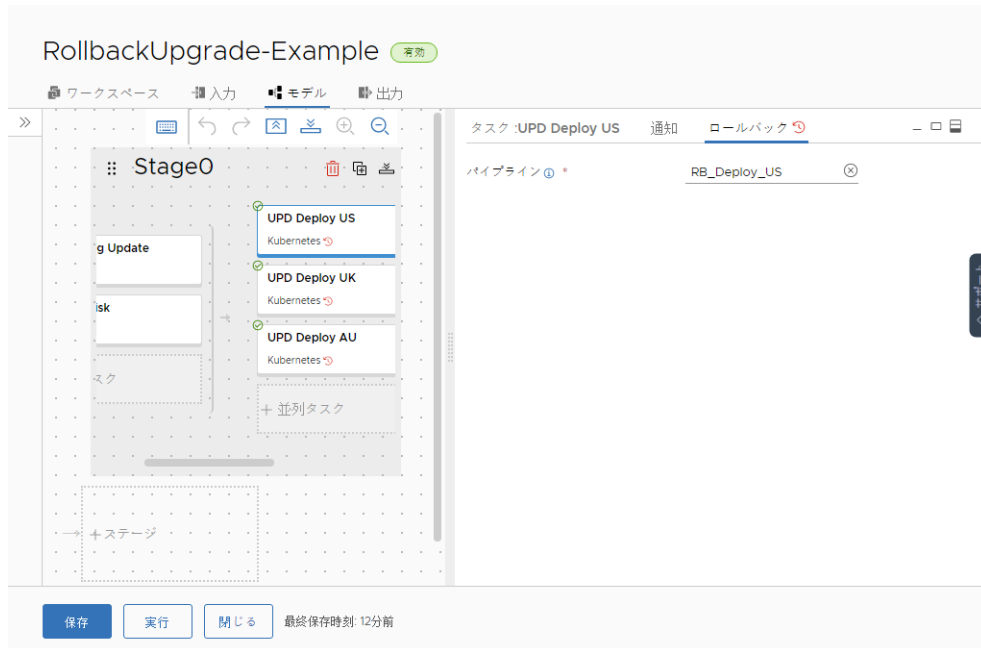 RollbackUpgrade-Example 有効
ワークスペース 入力 モデル 出力
タスク :UPD Deploy US 通知 ロールバック
パイプライン * RB_Deploy_US
Stage0
g Update
isk
スク
UPD Deploy US
Kubernetes
UPD Deploy UK
Kubernetes
UPD Deploy AU
Kubernetes
+ 並列タスク
+ステージ
保存 実行 閉じる 最終保存時刻: 12分前